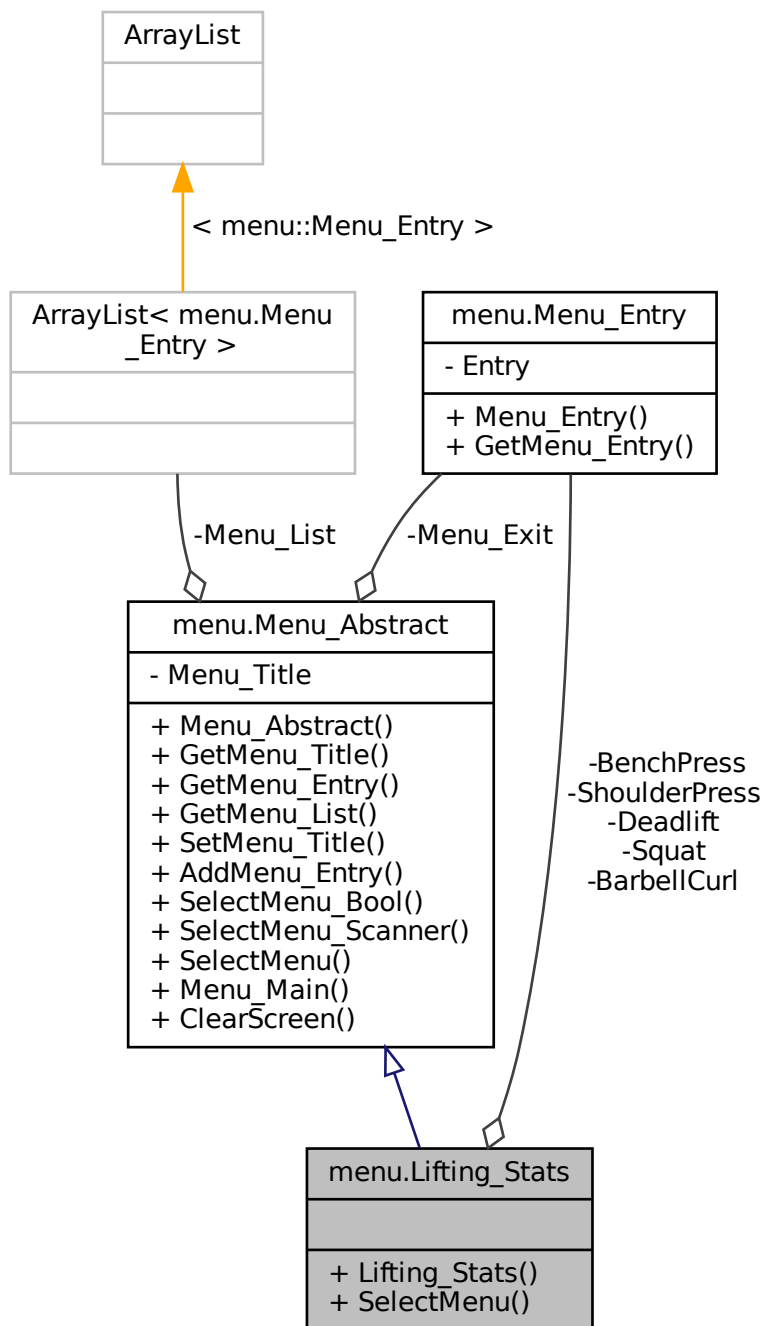 ArrayList
< menu::Menu_Entry >
ArrayList< menu.Menu
_Entry >
menu.Menu_Entry
- Entry
+ Menu_Entry()
+ GetMenu_Entry()
-Menu_List
-Menu_Exit
menu.Menu_Abstract
- Menu_Title
+ Menu_Abstract()
+ GetMenu_Title()
+ GetMenu_Entry()
+ GetMenu_List()
+ SetMenu_Title()
+ AddMenu_Entry()
+ SelectMenu_Bool()
+ SelectMenu_Scanner()
+ SelectMenu()
+ Menu_Main()
+ ClearScreen()
-BenchPress
-ShoulderPress
-Deadlift
-Squat
-BarbellCurl
menu.Lifting_Stats
+ Lifting_Stats()
+ SelectMenu()